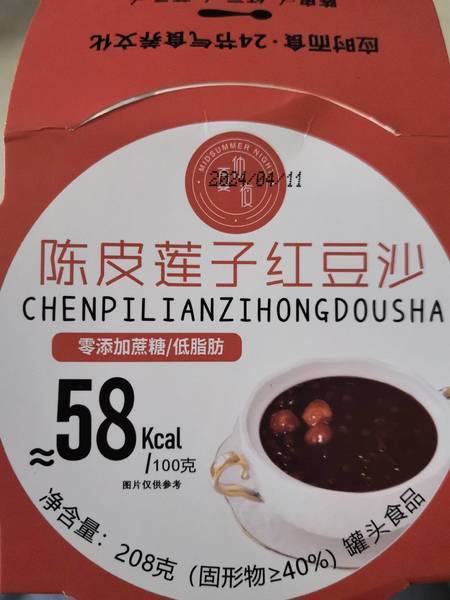 应时而食·24节气食养文化
MIDSUMMER NIGHT
2024/04/11
陈皮莲子红豆沙
CHENPILIANZIHONGDOUSHA
零添加蔗糖/低脂肪
≈58Kcal
/100克
图片仅供参考
净含量：208克（固形物≥40%）罐头食品